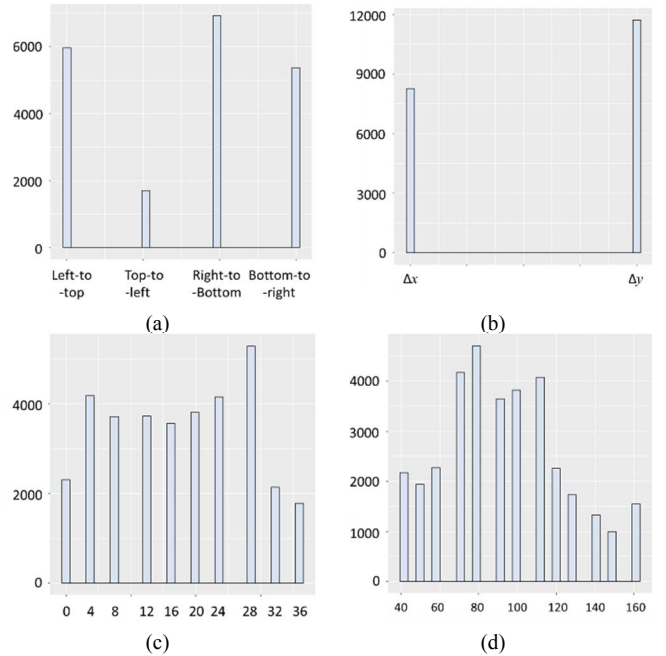 6000
4000
2000
0
Left-to
-top
Top-to
-left
Right-to
-Bottom
Bottom-to
-right
(a)
12000
9000
6000
3000
0
Δx
Δy
(b)
4000
2000
0
0 4 8 12 16 20 24 28 32 36
(c)
4000
3000
2000
1000
0
40 60 80 100 120 140 160
(d)